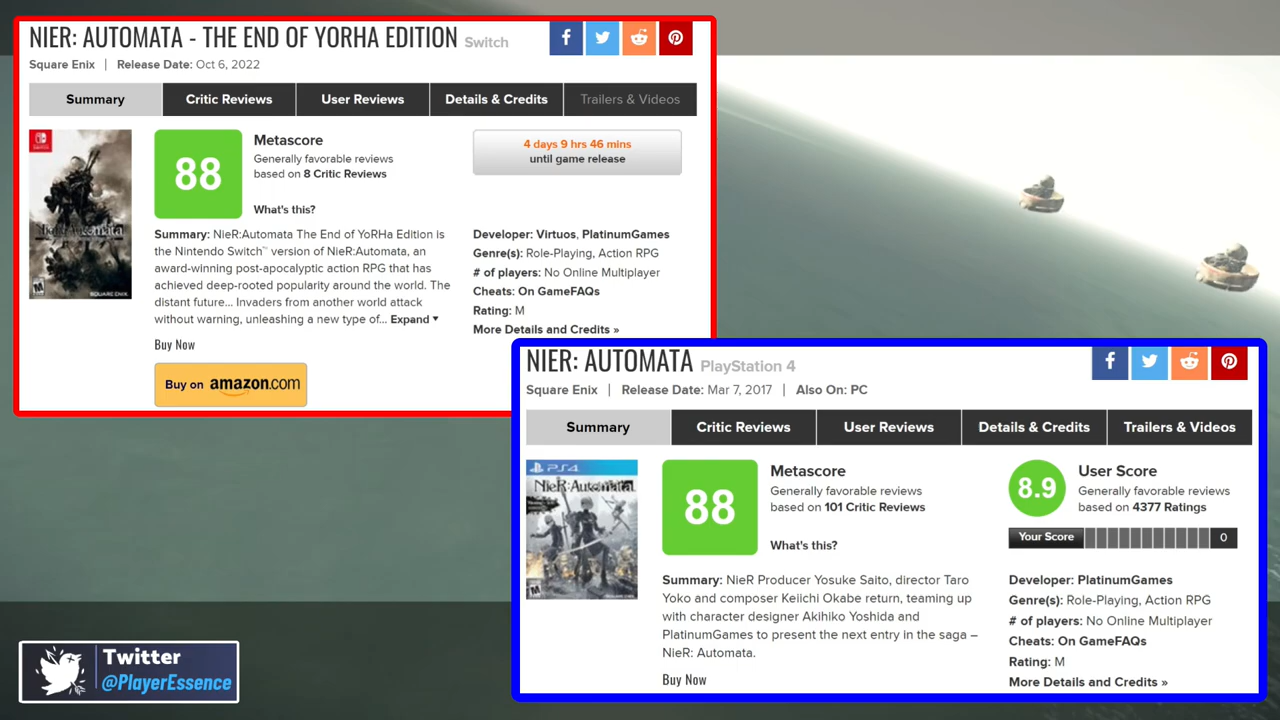 NIER: AUTOMATA - THE END OF YORHA EDITION Switch
Square Enix | Release Date: Oct 6, 2022
Summary Critic Reviews User Reviews Details & Credits Trailers & Videos
88
Metascore
Generally favorable reviews
based on 8 Critic Reviews
What's this?
4 days 9 hrs 46 mins
until game release
NieR:Automata
SQUARE ENIX
Summary: NieR:Automata The End of YoRHa Edition is
the Nintendo Switch™ version of NieR:Automata, an
award-winning post-apocalyptic action RPG that has
achieved deep-rooted popularity around the world. The
distant future... Invaders from another world attack
without warning, unleashing a new type of... Expand
Buy Now
Buy on amazon.com
Developer: Virtuos, PlatinumGames
Genre(s): Role-Playing, Action RPG
# of players: No Online Multiplayer
Cheats: On GameFAQs
Rating: M
More Details and Credits »
NIER: AUTOMATA PlayStation 4
Square Enix | Release Date: Mar 7, 2017 | Also On: PC
Summary Critic Reviews User Reviews Details & Credits Trailers & Videos
PS4
NieR:Automata
88
Metascore
Generally favorable reviews
based on 101 Critic Reviews
What's this?
8.9
User Score
Generally favorable reviews
based on 4377 Ratings
Your Score 0
Summary: NieR Producer Yosuke Saito, director Taro
Yoko and composer Keiichi Okabe return, teaming up
with character designer Akihiko Yoshida and
PlatinumGames to present the next entry in the saga –
NieR: Automata.
Buy Now
Developer: PlatinumGames
Genre(s): Role-Playing, Action RPG
# of players: No Online Multiplayer
Cheats: On GameFAQs
Rating: M
More Details and Credits »
Twitter
@PlayerEssence